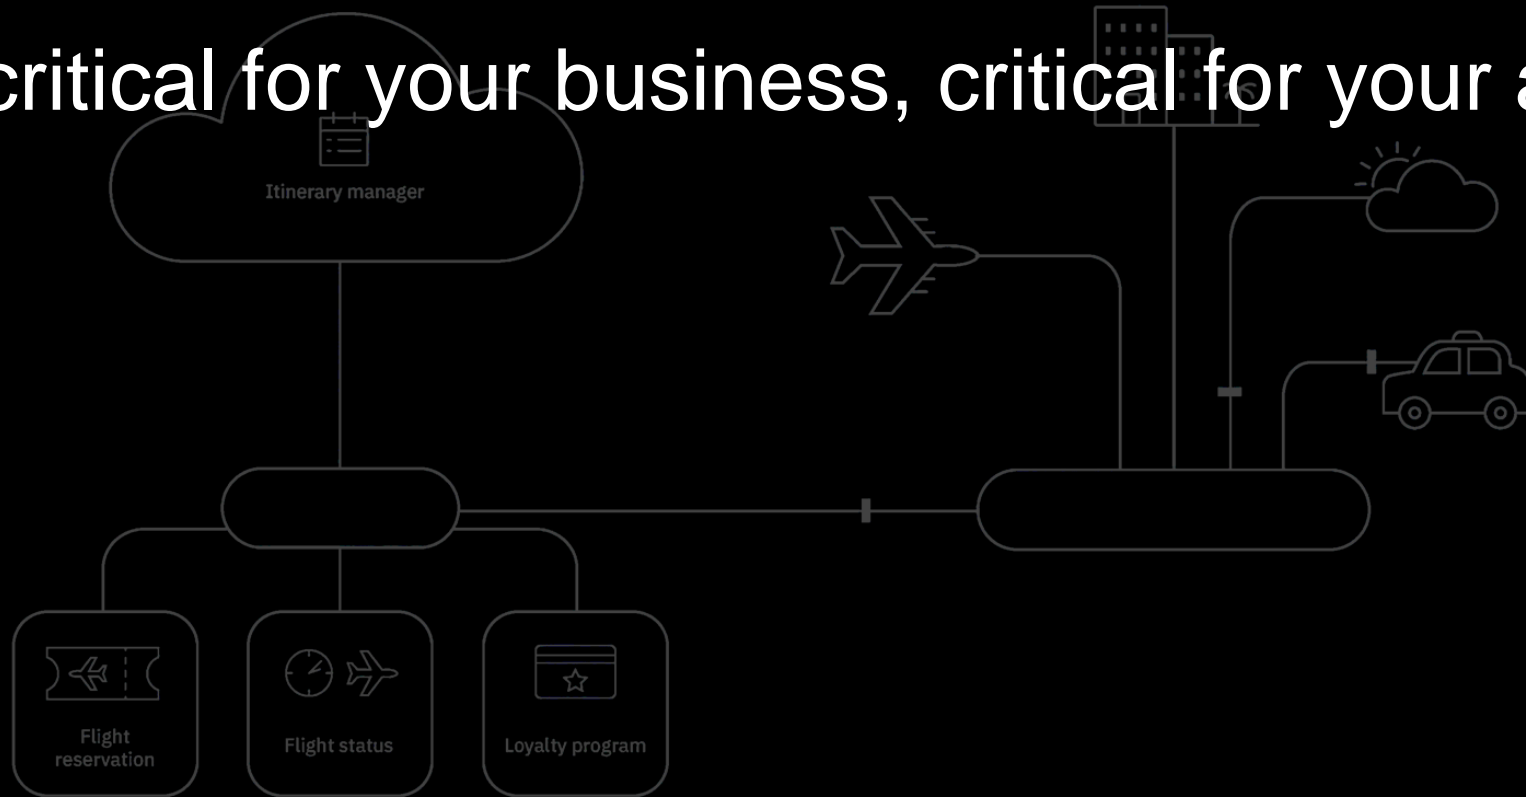 critical for your business, critical for your a
Itinerary manager
Flight
reservation
Flight status
Loyalty program